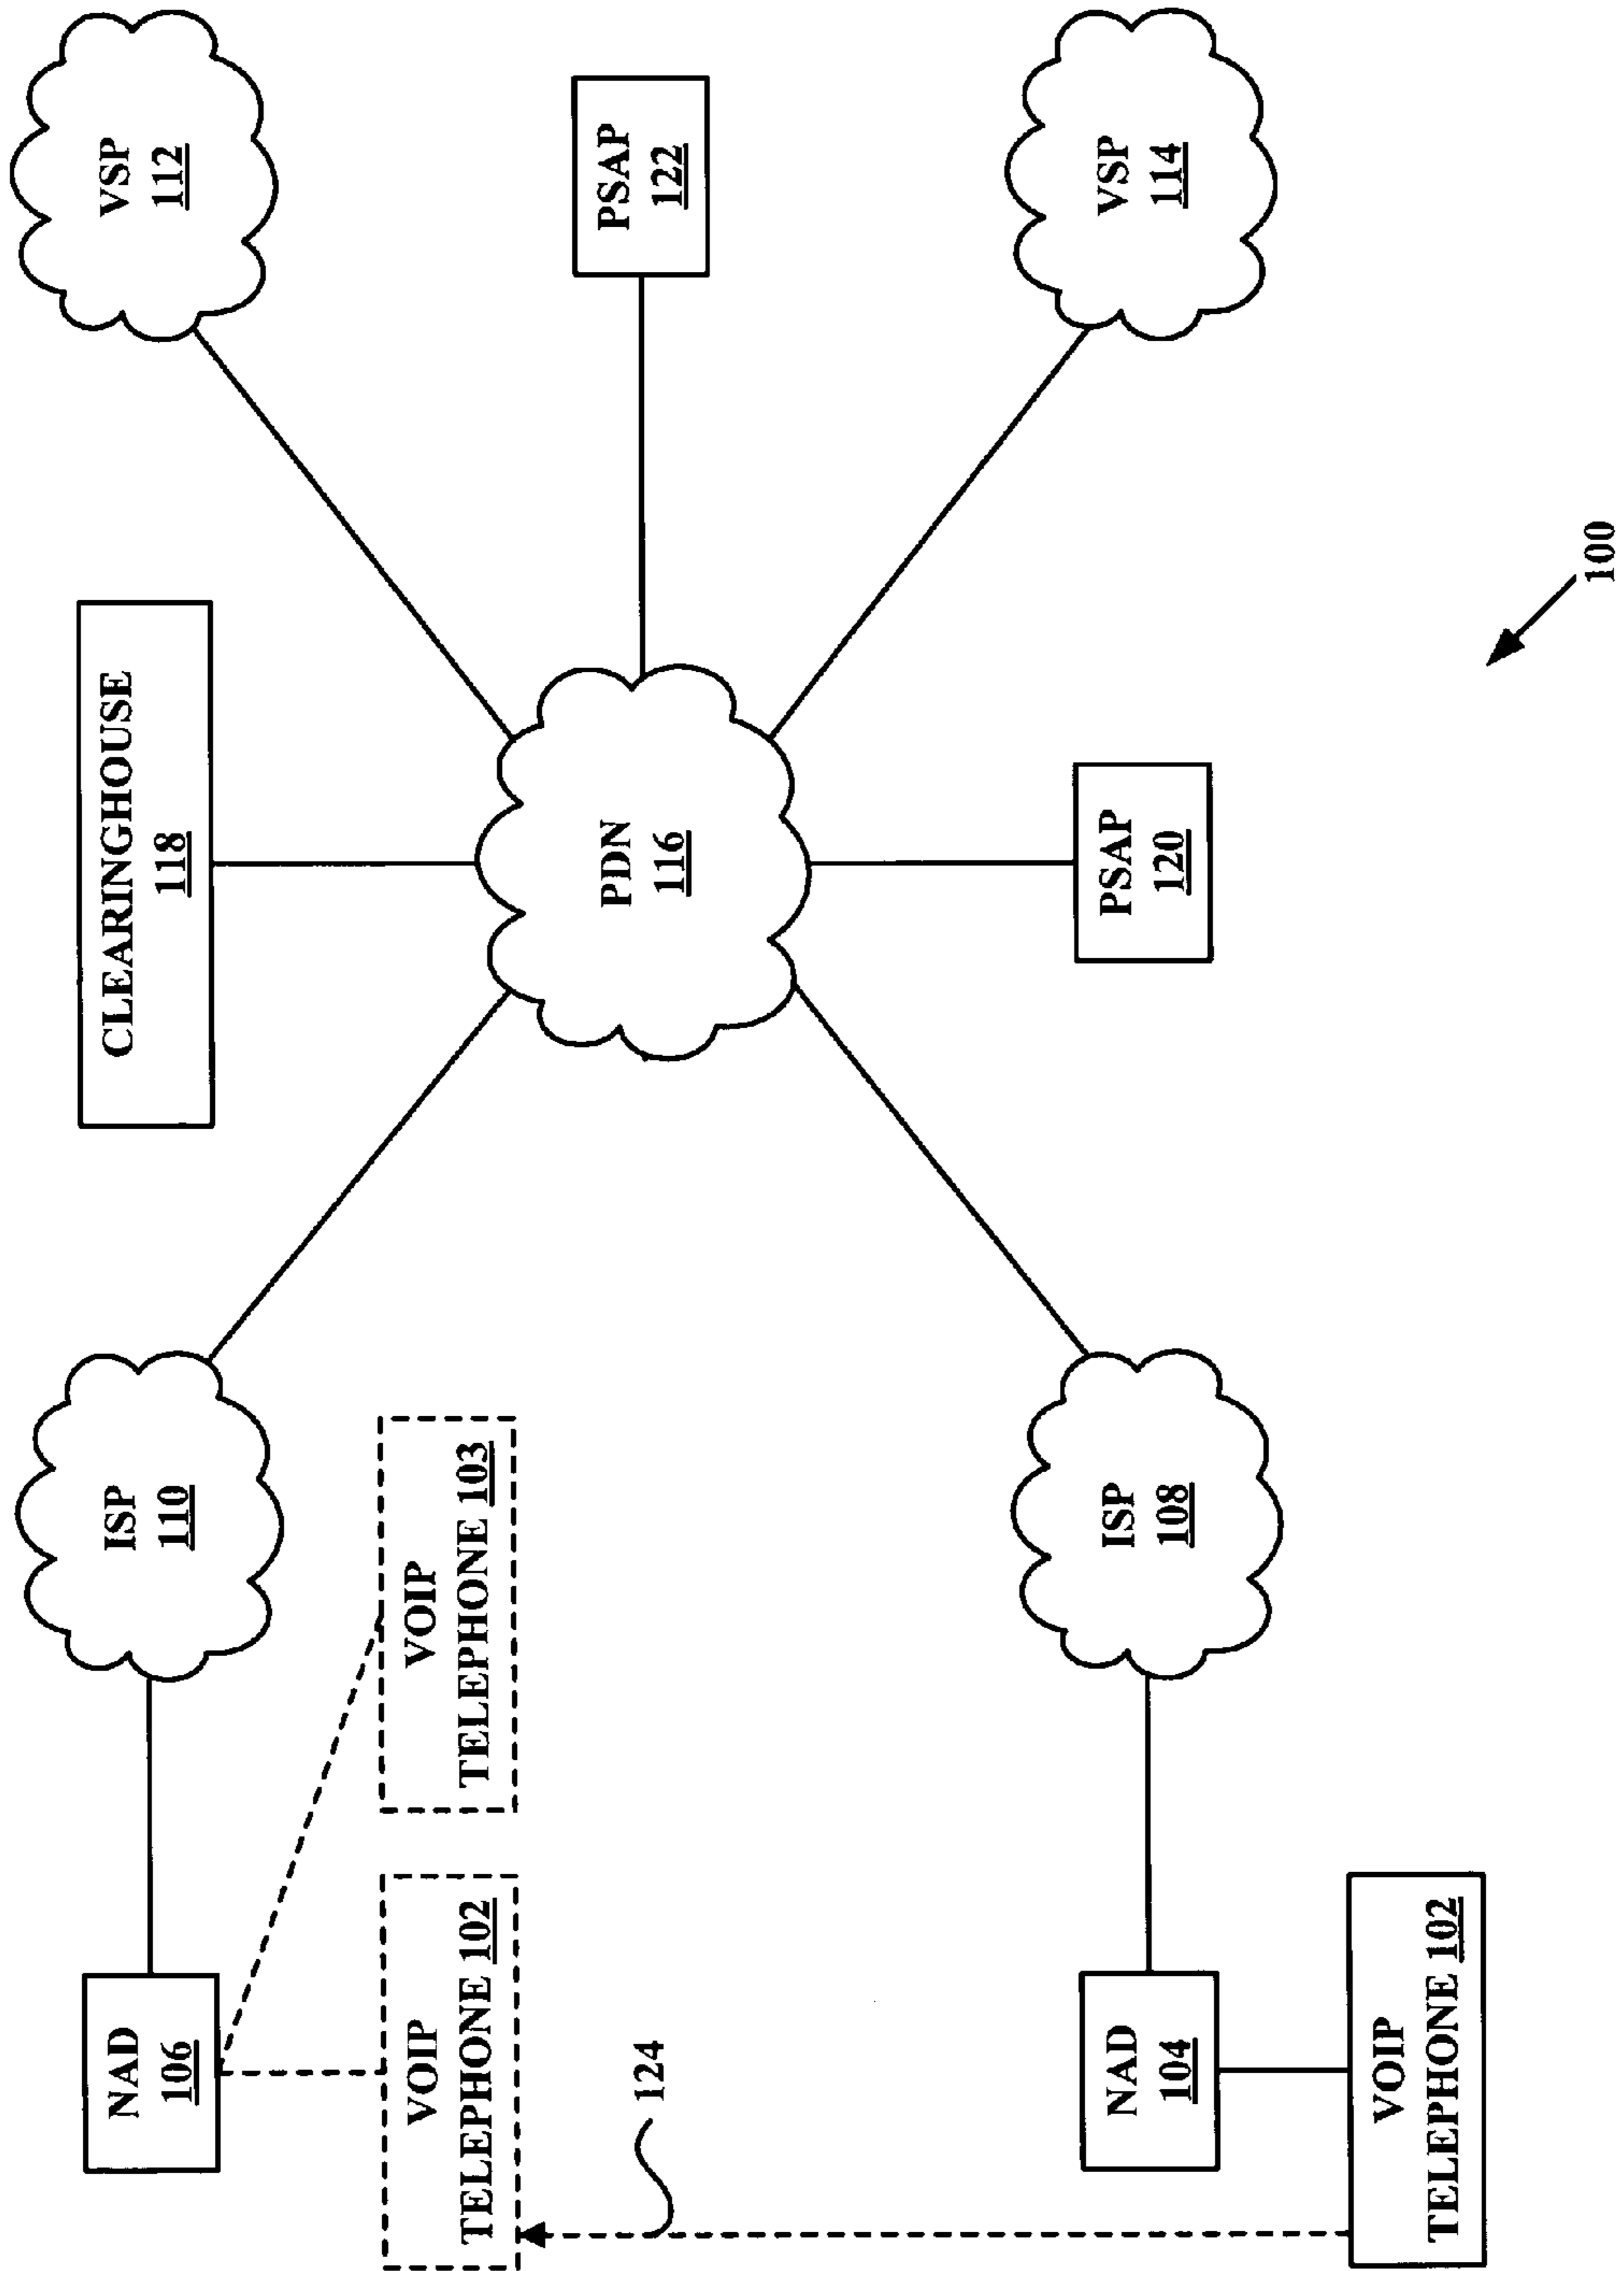 NAD
106
ISP
110
CLEARINGHOUSE
118
VSP
112
VOIP
TELEPHONE 102
VOIP
TELEPHONE 103
PDN
116
PSAP
122
124
NAD
104
ISP
108
PSAP
120
VSP
114
VOIP
TELEPHONE 102
100